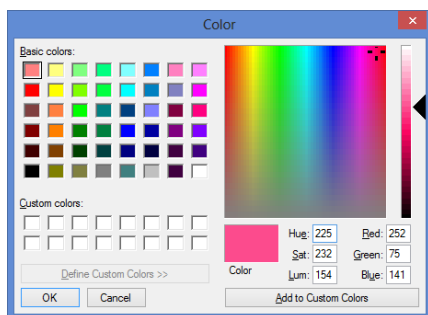 Color
Basic colors:
Custom colors:
Define Custom Colors >>
OK Cancel
Color
Hue: 225 Red: 252
Sat: 232 Green: 75
Lum: 154 Blue: 141
Add to Custom Colors